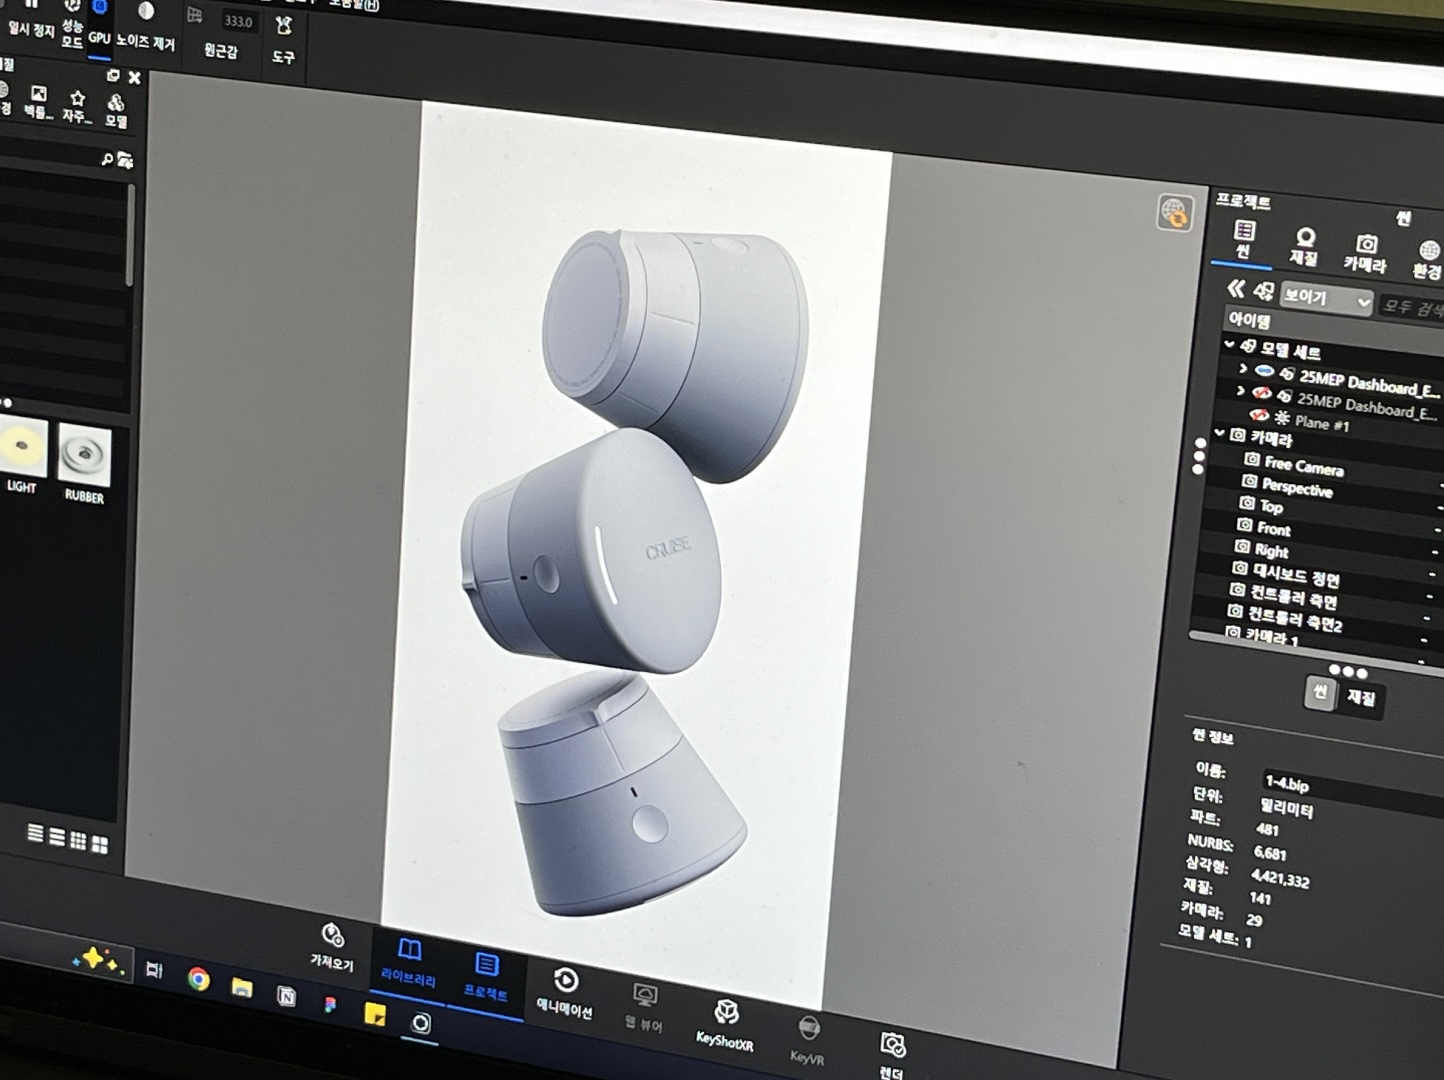 도움말(H)
일시 정지
성능
모드
GPU
노이즈 제거
333.0
원근감
도구
자주...
모델
LIGHT
RUBBER
CRUISE
프로젝트
씬
씬
재질
카메라
환경
보이기
아이템
모델 세트
25MEP Dashboard_E...
25MEP Dashboard_E...
Plane #1
카메라
Free Camera
Perspective
Top
Front
Right
대시보드 정면
컨트롤러 측면
컨트롤러 측면2
카메라 1
씬
재질
씬 정보
이름: 1-4.bip
단위: 밀리미터
파트: 481
NURBS: 6,681
삼각형: 4,421,332
재질: 141
카메라: 29
모델 세트: 1
가져오기
라이브러리
프로젝트
애니메이션
웹 뷰어
KeyShotXR
KeyVR
렌더